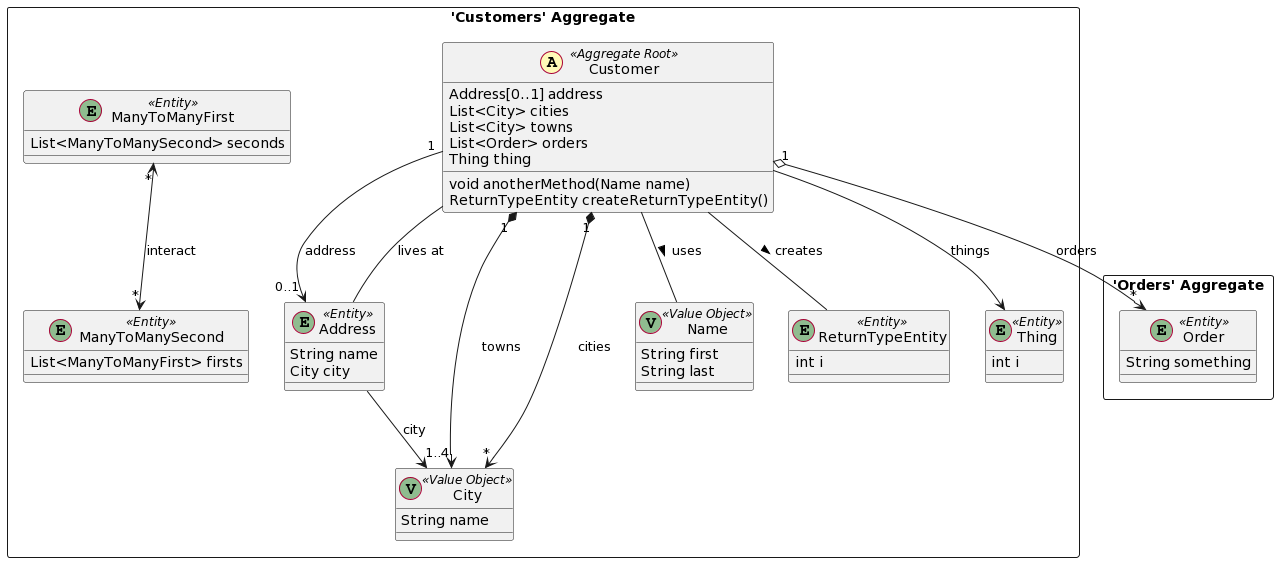 'Customers' Aggregate
A
«Aggregate Root»
Customer
Address[0..1] address
List<City> cities
List<City> towns
List<Order> orders
Thing thing
void anotherMethod(Name name)
ReturnTypeEntity createReturnTypeEntity()
E
«Entity»
ManyToManyFirst
List<ManyToManySecond> seconds
1
1
*
1
1
interact
address
lives at
uses
creates
things
orders
*
0..1
*
'Orders' Aggregate
E
«Entity»
ManyToManySecond
List<ManyToManyFirst> firsts
E
«Entity»
Address
String name
City city
towns
cities
V
«Value Object»
Name
String first
String last
E
«Entity»
ReturnTypeEntity
int i
E
«Entity»
Thing
int i
E
«Entity»
Order
String something
city
1..4
*
V
«Value Object»
City
String name